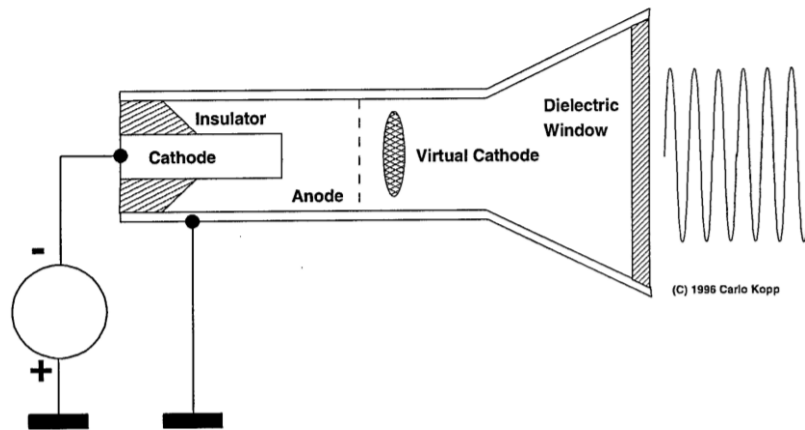 Insulator
Cathode
Anode
Virtual Cathode
Dielectric
Window
-
+
(C) 1996 Carlo Kopp